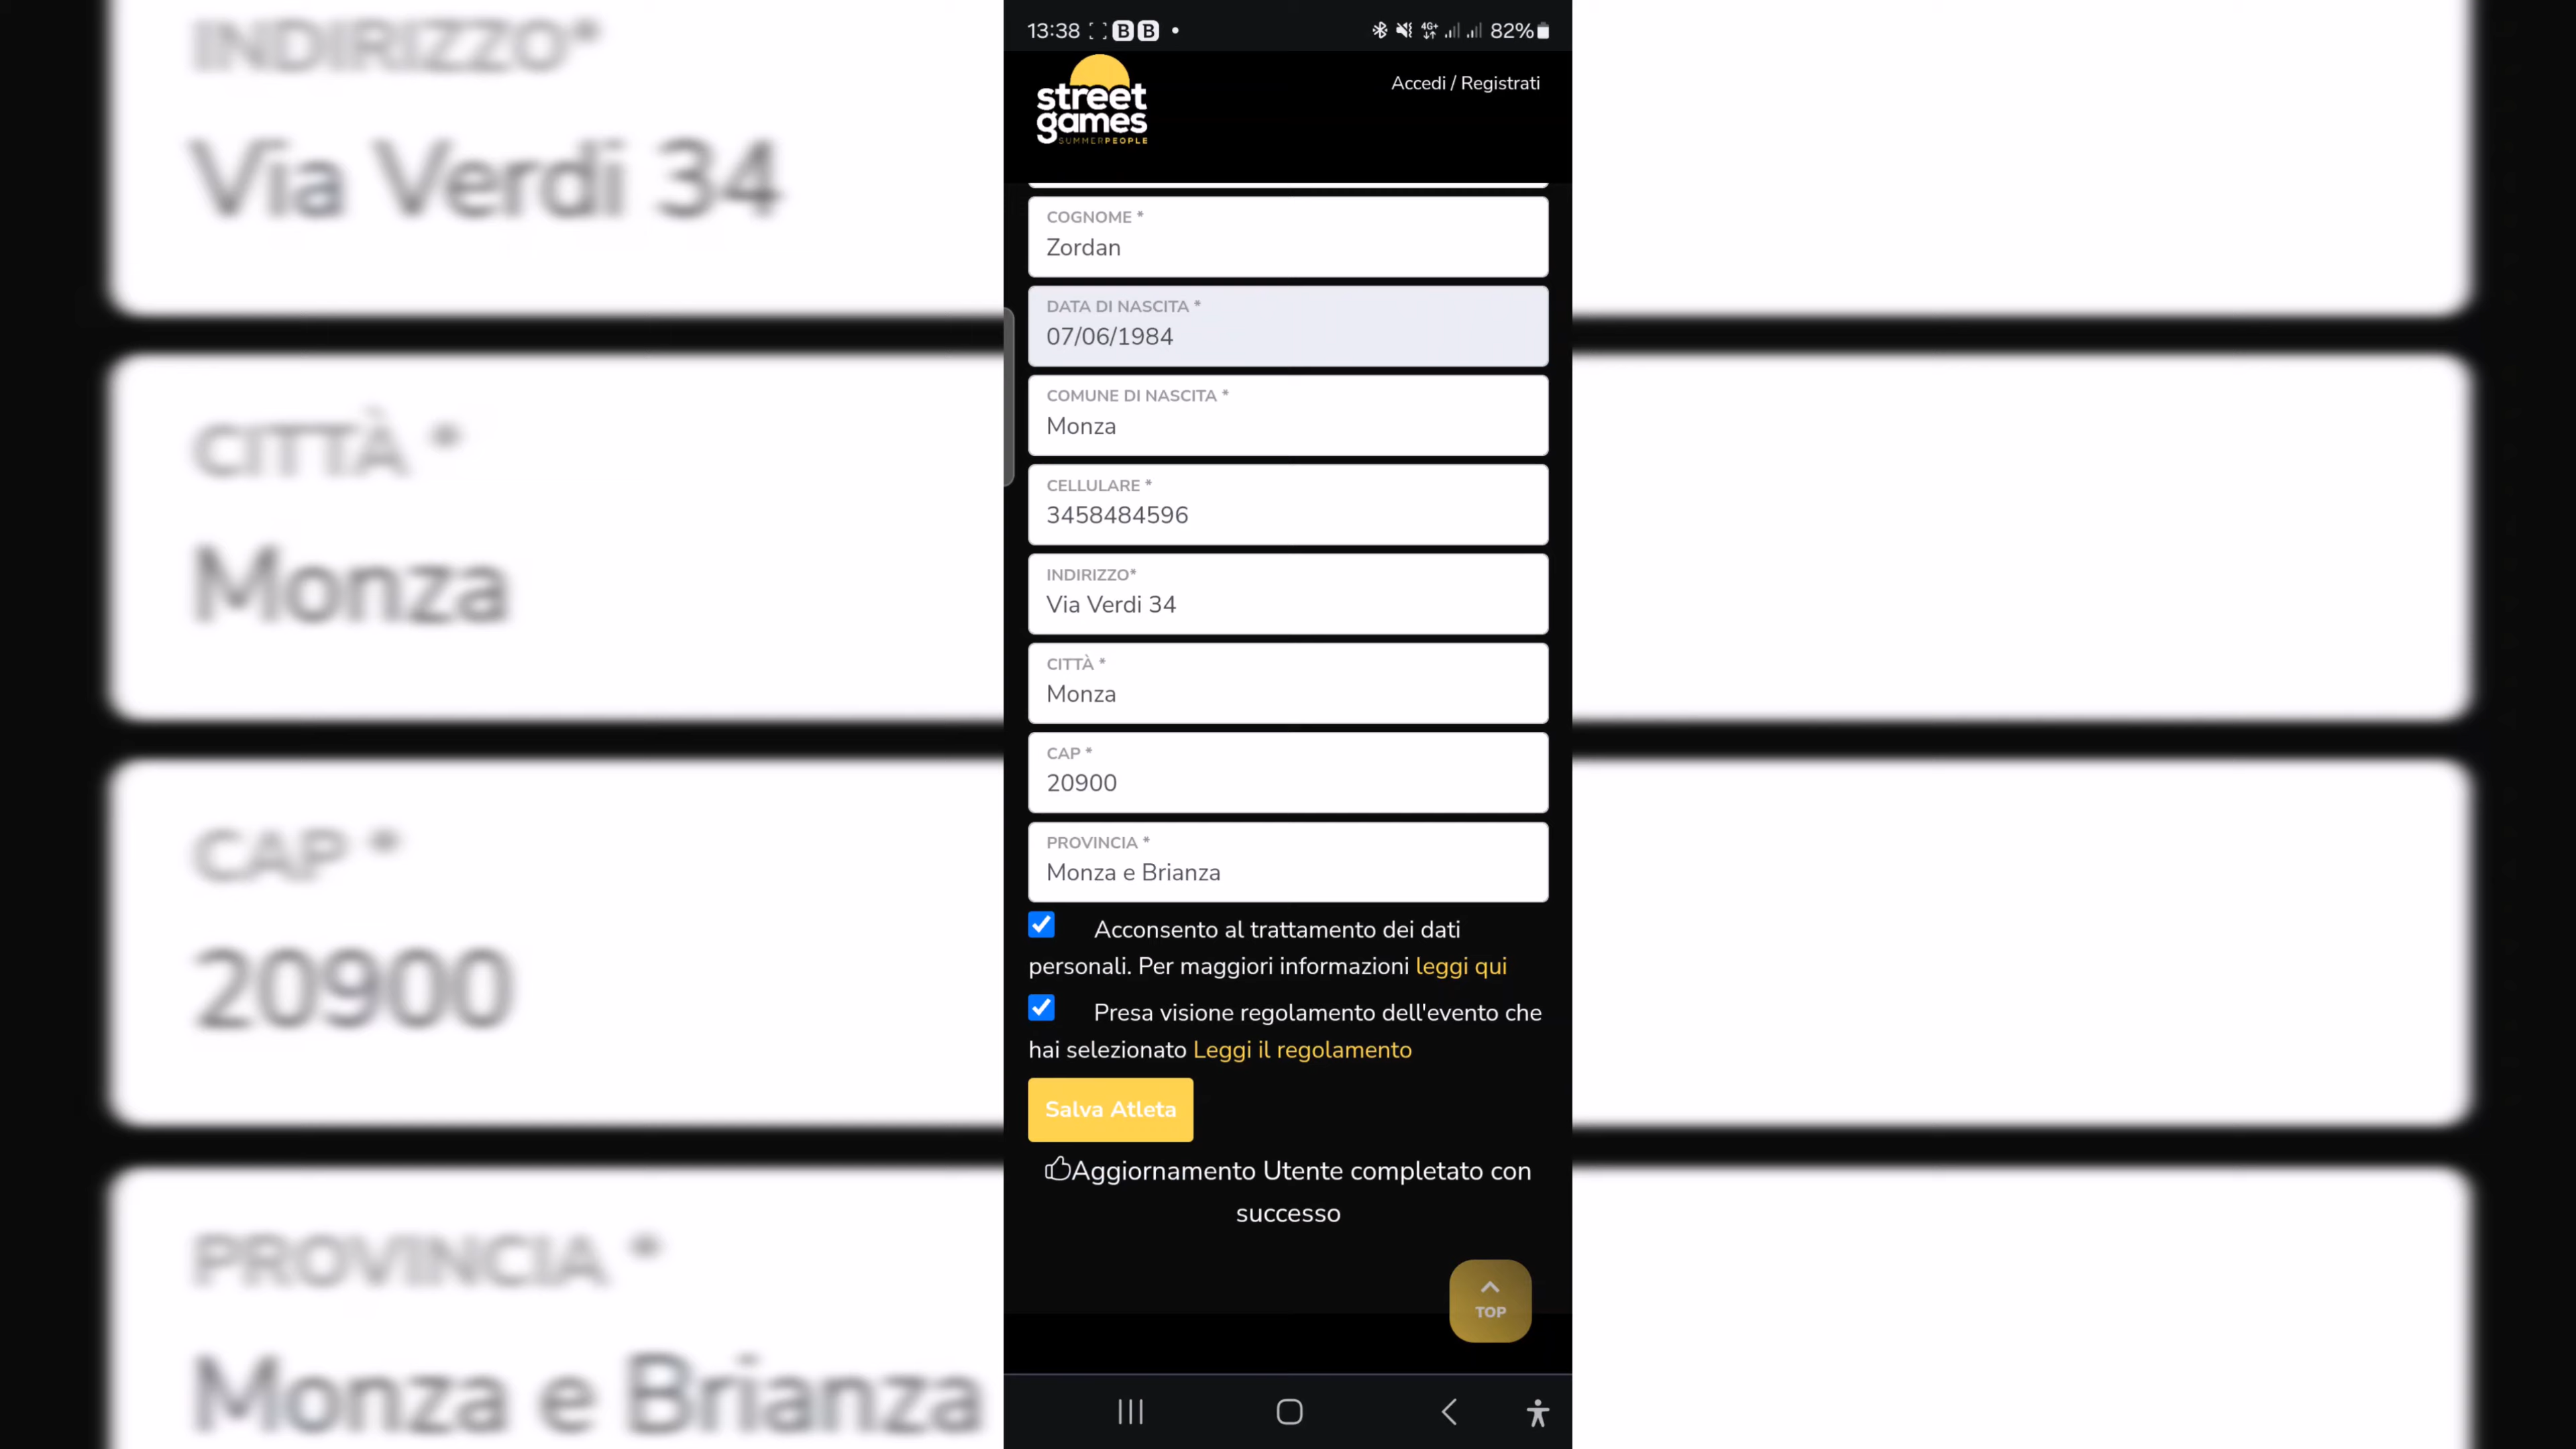 INDIRIZZO*
Via Verdi 34
CITTÀ *
Monza
CAP *
20900
PROVINCIA *
Monza e Brianza
13:38 B B
4G+ 82%
street
games
SUMMERPEOPLE
Accedi / Registrati
COGNOME *
Zordan
DATA DI NASCITA *
07/06/1984
COMUNE DI NASCITA *
Monza
CELLULARE *
3458484596
INDIRIZZO*
Via Verdi 34
CITTÀ *
Monza
CAP *
20900
PROVINCIA *
Monza e Brianza
Acconsento al trattamento dei dati
personali. Per maggiori informazioni leggi qui
Presa visione regolamento dell'evento che
hai selezionato Leggi il regolamento
Salva Atleta
Aggiornamento Utente completato con
successo
TOP